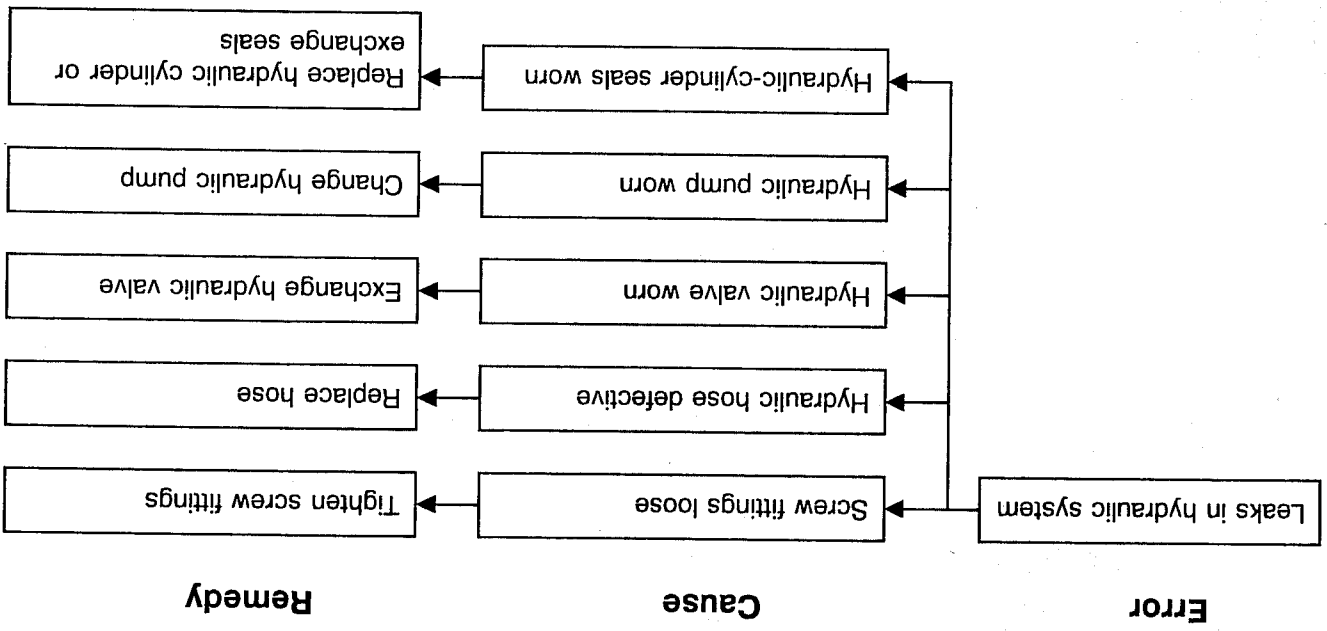 Error
Cause
Remedy
Leaks in hydraulic system
Screw fittings loose
Tighten screw fittings
Hydraulic hose defective
Replace hose
Hydraulic valve worn
Exchange hydraulic valve
Hydraulic pump worn
Change hydraulic pump
Hydraulic-cylinder seals worn
Replace hydraulic cylinder or
exchange seals